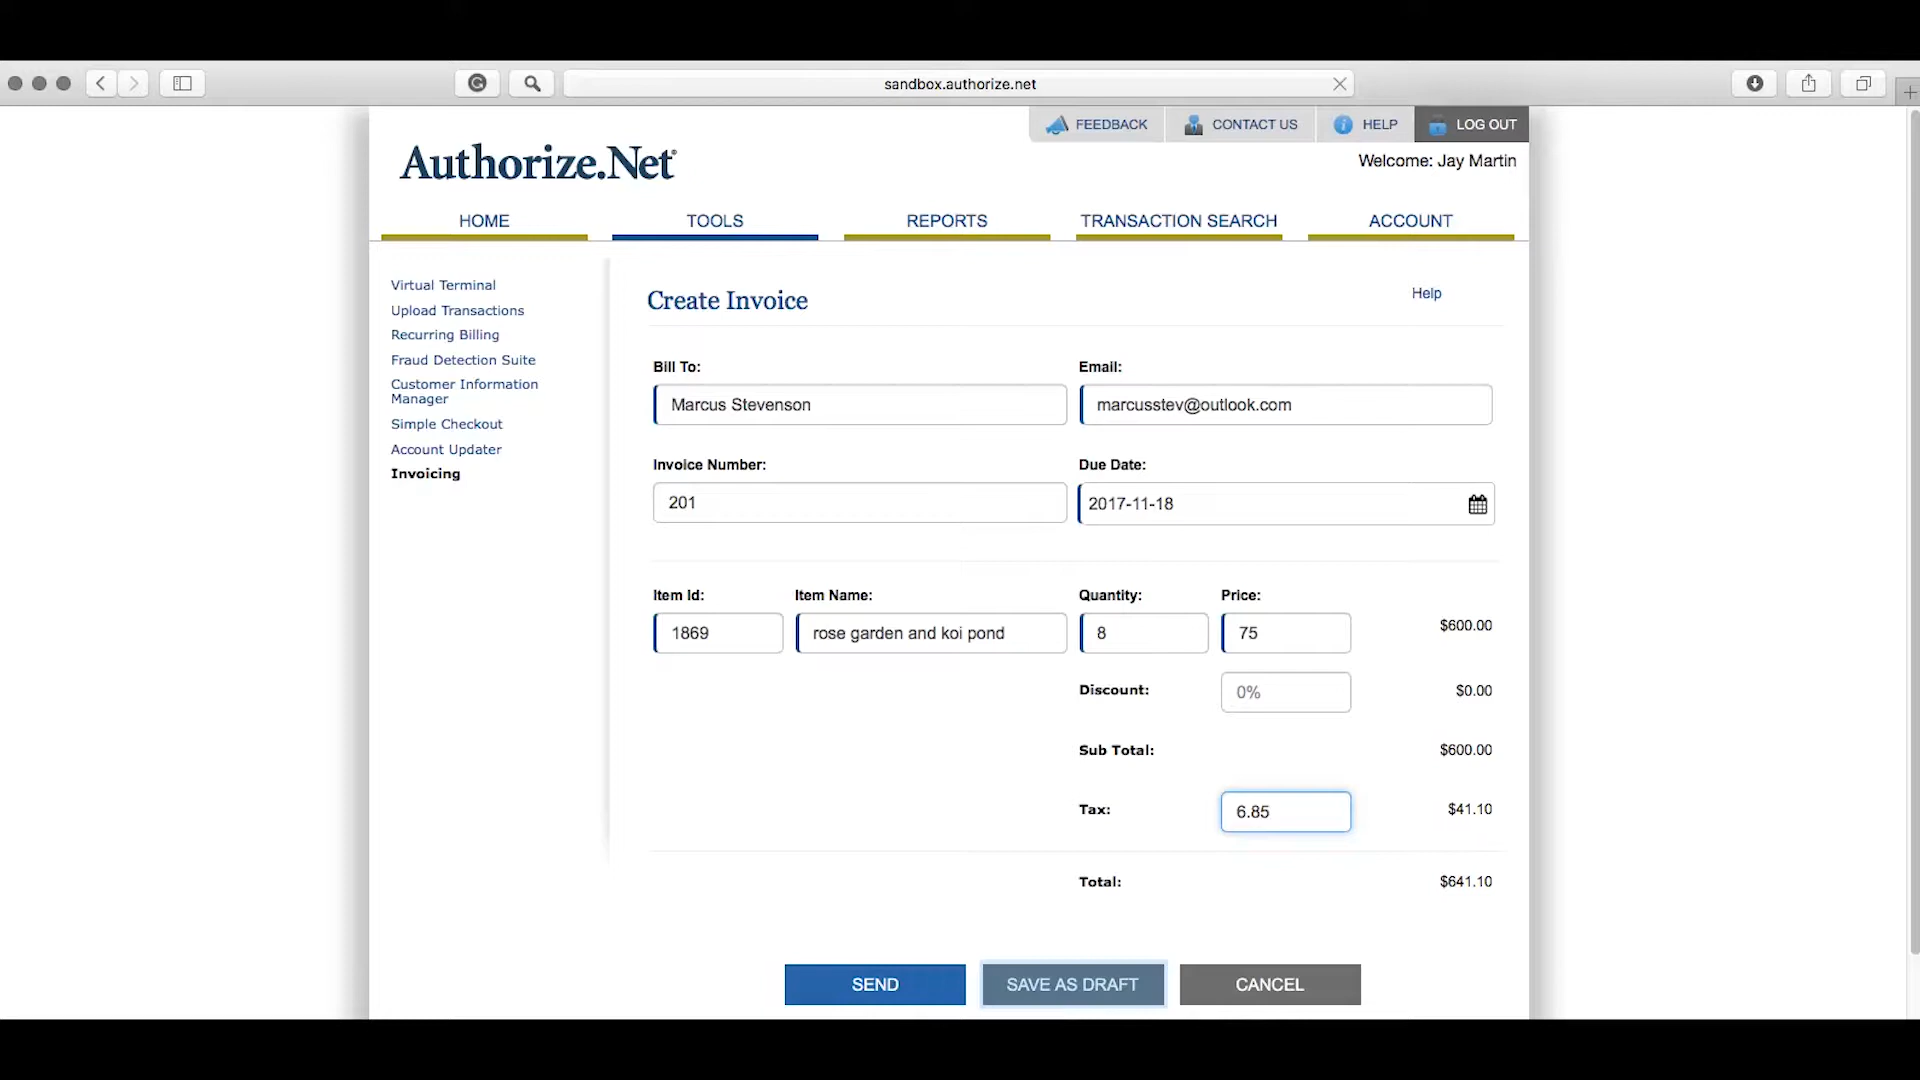 sandbox.authorize.net
FEEDBACK CONTACT US HELP LOG OUT
Authorize.Net
Welcome: Jay Martin
HOME TOOLS REPORTS TRANSACTION SEARCH ACCOUNT
Virtual Terminal
Upload Transactions
Recurring Billing
Fraud Detection Suite
Customer Information
Manager
Simple Checkout
Account Updater
Invoicing
Create Invoice Help
Bill To: Email:
Marcus Stevenson marcusstev@outlook.com
Invoice Number: Due Date:
201 2017-11-18
Item Id: Item Name: Quantity: Price:
1869 rose garden and koi pond 8 75 $600.00
Discount: 0% $0.00
Sub Total: $600.00
Tax: 6.85 $41.10
Total: $641.10
SEND SAVE AS DRAFT CANCEL